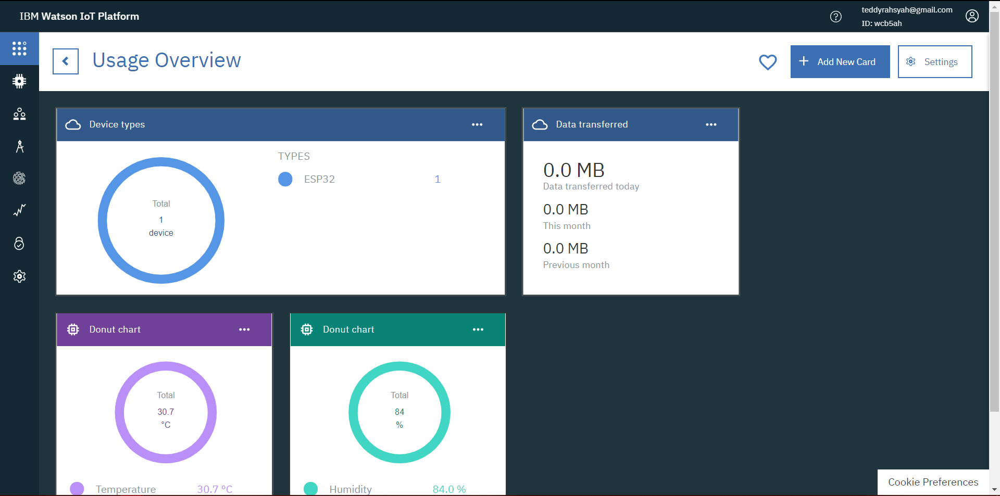 IBM Watson IoT Platform
teddyrahsyah@gmail.com
ID: wcb5ah
Usage Overview
Add New Card
Settings
Device types
Total
1
device
TYPES
ESP32 1
Data transferred
0.0 MB
Data transferred today
0.0 MB
This month
0.0 MB
Previous month
Donut chart
Total
30.7
°C
Temperature 30.7 °C
Donut chart
Total
84
%
Humidity 84.0 %
Cookie Preferences